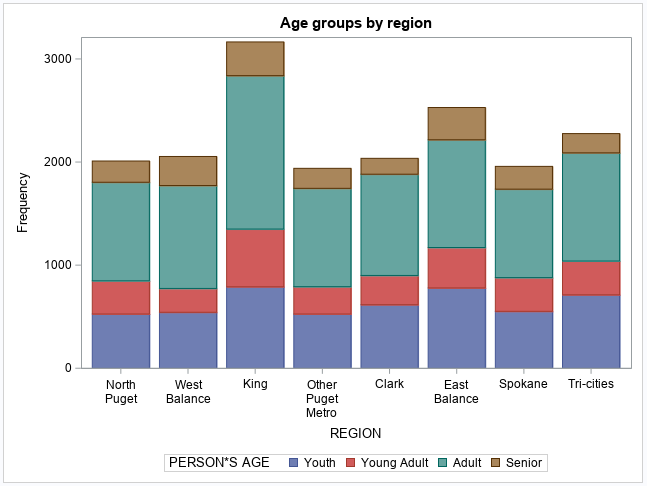 Age groups by region
Frequency
3000
2000
1000
0
North
Puget
West
Balance
King
Other
Puget
Metro
Clark
East
Balance
Spokane
Tri-cities
REGION
PERSON*S AGE Youth Young Adult Adult Senior